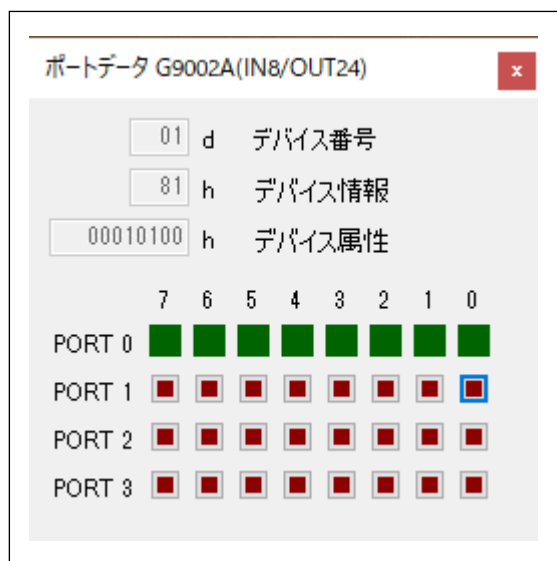 ポートデータ G9002A(IN8/OUT24)
x
01 d デバイス番号
81 h デバイス情報
00010100 h デバイス属性
7 6 5 4 3 2 1 0
PORT 0
PORT 1
PORT 2
PORT 3